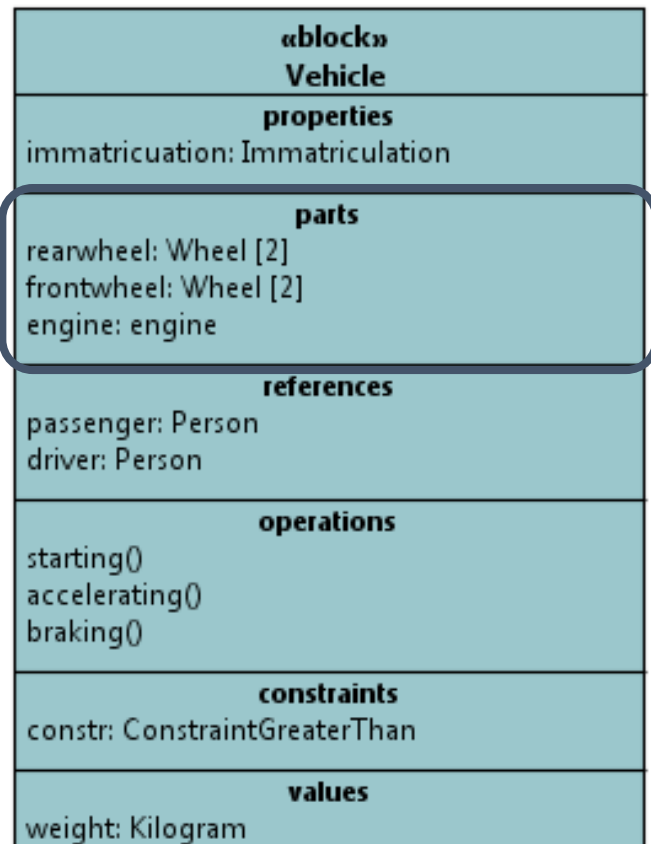 «block»
Vehicle
properties
immatricuation: Immatriculation
parts
rearwheel: Wheel [2]
frontwheel: Wheel [2]
engine: engine
references
passenger: Person
driver: Person
operations
starting()
accelerating()
braking()
constraints
constr: ConstraintGreaterThan
values
weight: Kilogram